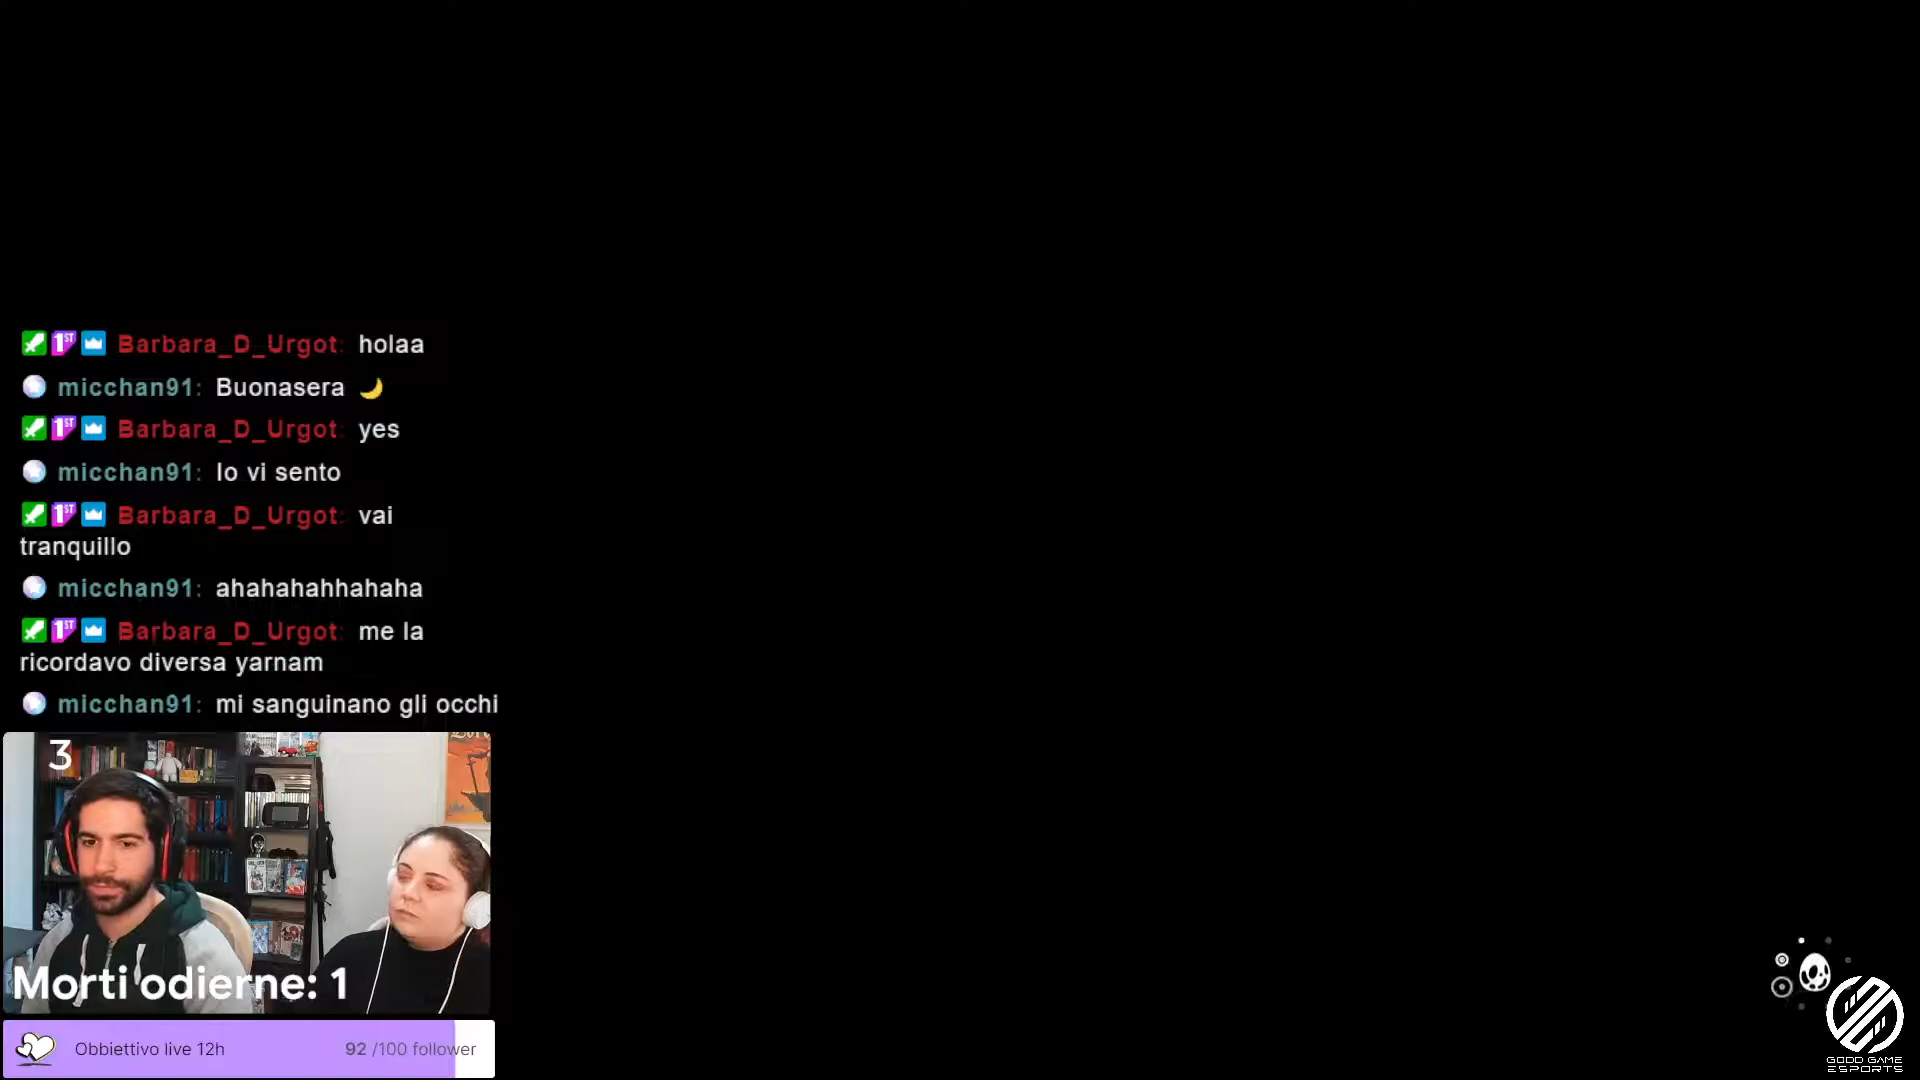 Barbara_D_Urgot: holaa
micchan91: Buonasera 🌙
Barbara_D_Urgot: yes
micchan91: Io vi sento
Barbara_D_Urgot: vai
tranquillo
micchan91: ahahahahhahaha
Barbara_D_Urgot: me la
ricordavo diversa yarnam
micchan91: mi sanguinano gli occhi
3
Morti odierne: 1
Obbiettivo live 12h 92 /100 follower
GOOD GAME
ESPORTS